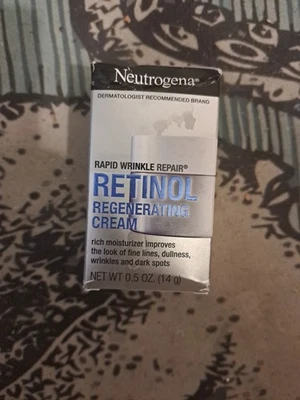 Neutrogena®
DERMATOLOGIST RECOMMENDED BRAND
RAPID WRINKLE REPAIR®
RETINOL
REGENERATING
CREAM
rich moisturizer improves
the look of fine lines, dullness,
wrinkles and dark spots
NET WT 0.5 OZ. (14 g)